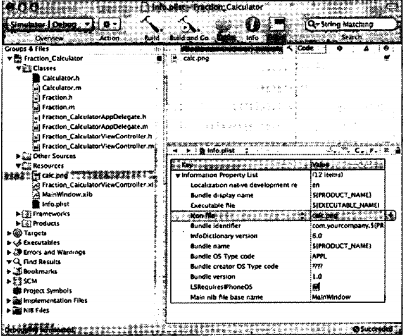 Info.plist – Fraction_Calculator
Simulator | Debug
String Matching
Overview
Action
Build
Build and Go
Info
Search
Groups & Files
Code
Fraction_Calculator
calc.png
Classes
Calculator.h
Calculator.m
Fraction.h
Fraction.m
Fraction_CalculatorAppDelegate.h
Fraction_CalculatorAppDelegate.m
Fraction_CalculatorViewController.h
Fraction_CalculatorViewController.m
Other Sources
Resources
calc.png
Fraction_CalculatorViewController.xi
MainWindow.xib
Info.plist
Frameworks
Products
Targets
Executables
Errors and Warnings
Find Results
Bookmarks
SCM
Project Symbols
Implementation Files
NIB Files
Info.plist
Key Value
Information Property List (12 items)
Localization native development re en
Bundle display name ${PRODUCT_NAME}
Executable file ${EXECUTABLE_NAME}
Icon file calc.png
Bundle identifier com.yourcompany.${PR
InfoDictionary version 6.0
Bundle name ${PRODUCT_NAME}
Bundle OS Type code APPL
Bundle creator OS Type code ????
Bundle version 1.0
LSRequiresIPhoneOS
Main nib file base name MainWindow
Succeeded